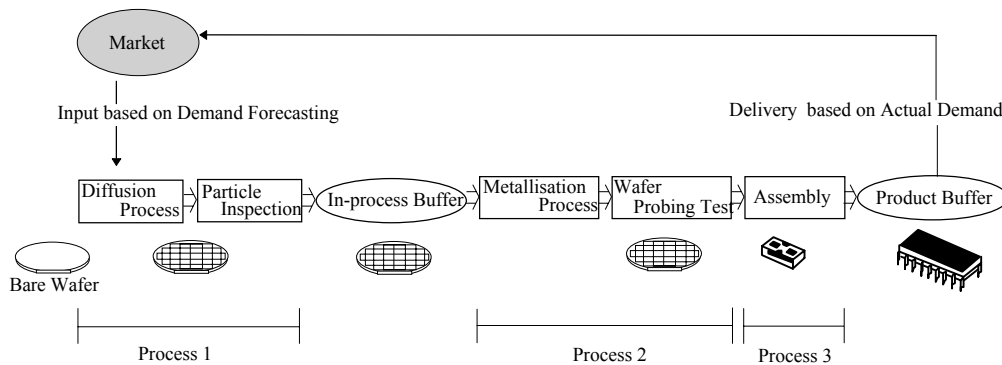 Market
Input based on Demand Forecasting
Delivery based on Actual Demand
Diffusion
Process
Particle
Inspection
In-process Buffer
Metallisation
Process
Wafer
Probing Test
Assembly
Product Buffer
Bare Wafer
Process 1
Process 2
Process 3